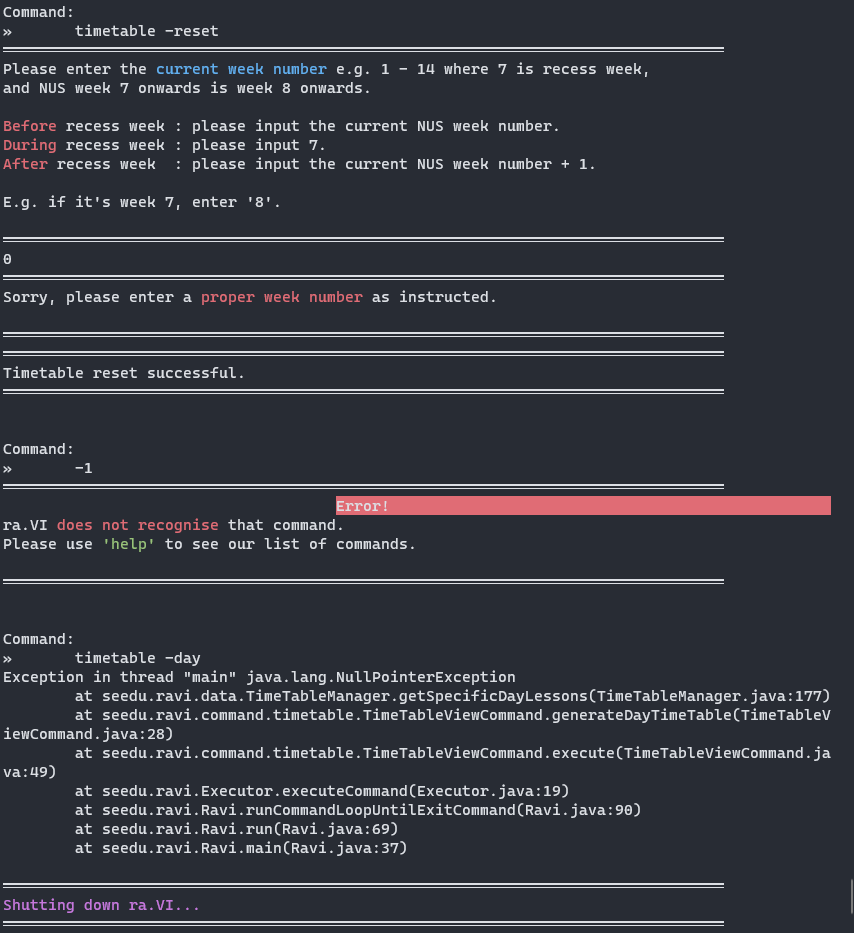 Command:
»       timetable -reset
Please enter the current week number e.g. 1 - 14 where 7 is recess week,
and NUS week 7 onwards is week 8 onwards.
Before recess week : please input the current NUS week number.
During recess week : please input 7.
After recess week  : please input the current NUS week number + 1.
E.g. if it's week 7, enter '8'.
0
Sorry, please enter a proper week number as instructed.
Timetable reset successful.
Command:
»       -1
Error!
ra.VI does not recognise that command.
Please use 'help' to see our list of commands.
Command:
»       timetable -day
Exception in thread "main" java.lang.NullPointerException
        at seedu.ravi.data.TimeTableManager.getSpecificDayLessons(TimeTableManager.java:177)
        at seedu.ravi.command.timetable.TimeTableViewCommand.generateDayTimeTable(TimeTableV
iewCommand.java:28)
        at seedu.ravi.command.timetable.TimeTableViewCommand.execute(TimeTableViewCommand.ja
va:49)
        at seedu.ravi.Executor.executeCommand(Executor.java:19)
        at seedu.ravi.Ravi.runCommandLoopUntilExitCommand(Ravi.java:90)
        at seedu.ravi.Ravi.run(Ravi.java:69)
        at seedu.ravi.Ravi.main(Ravi.java:37)
Shutting down ra.VI...